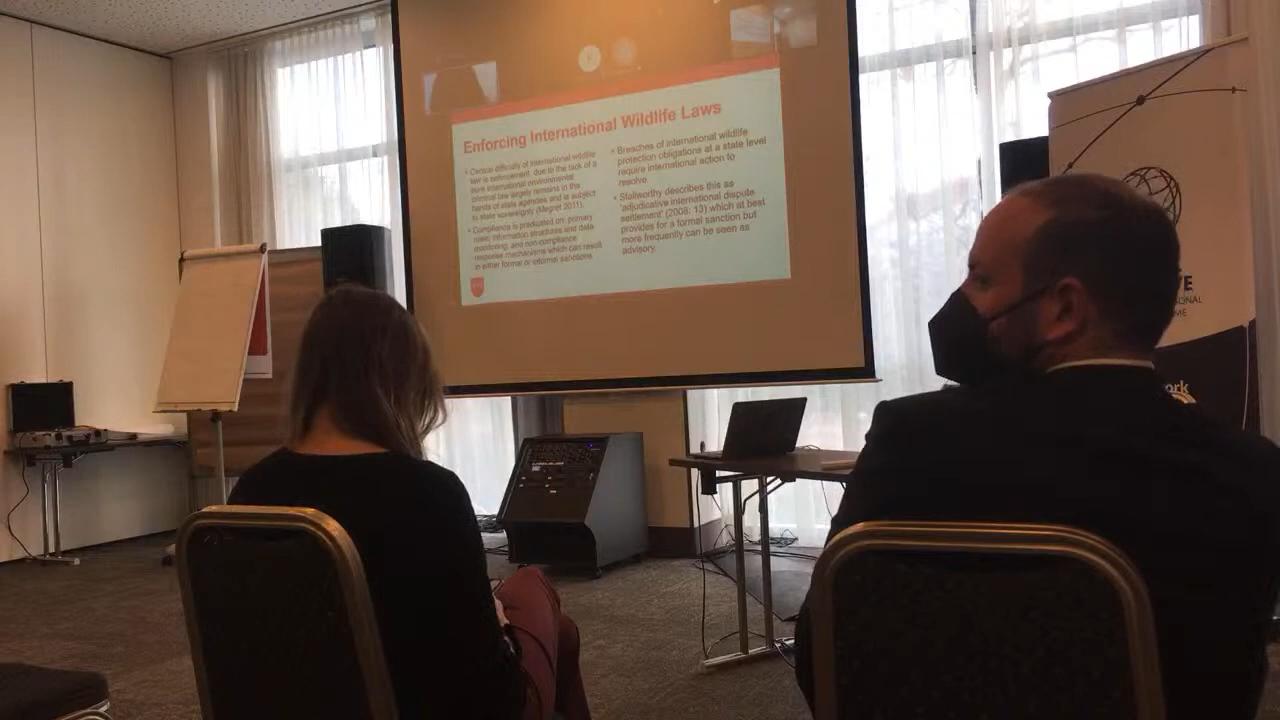 Enforcing International Wildlife Laws
• Central difficulty of international wildlife
law is enforcement, due to the lack of a
pure international environmental
criminal law largely remains in the
hands of state agencies and is subject
to state sovereignty (Megret 2011).
• Compliance is predicated on: primary
rules; information structures and data
monitoring; and non-compliance
response mechanisms which can result
in either formal or informal sanctions
• Breaches of international wildlife
protection obligations at a state level
require international action to
resolve
• Stallworthy describes this as
'adjudicative international dispute
settlement' (2008: 13) which at best
provides for a formal sanction but
more frequently can be seen as
advisory.